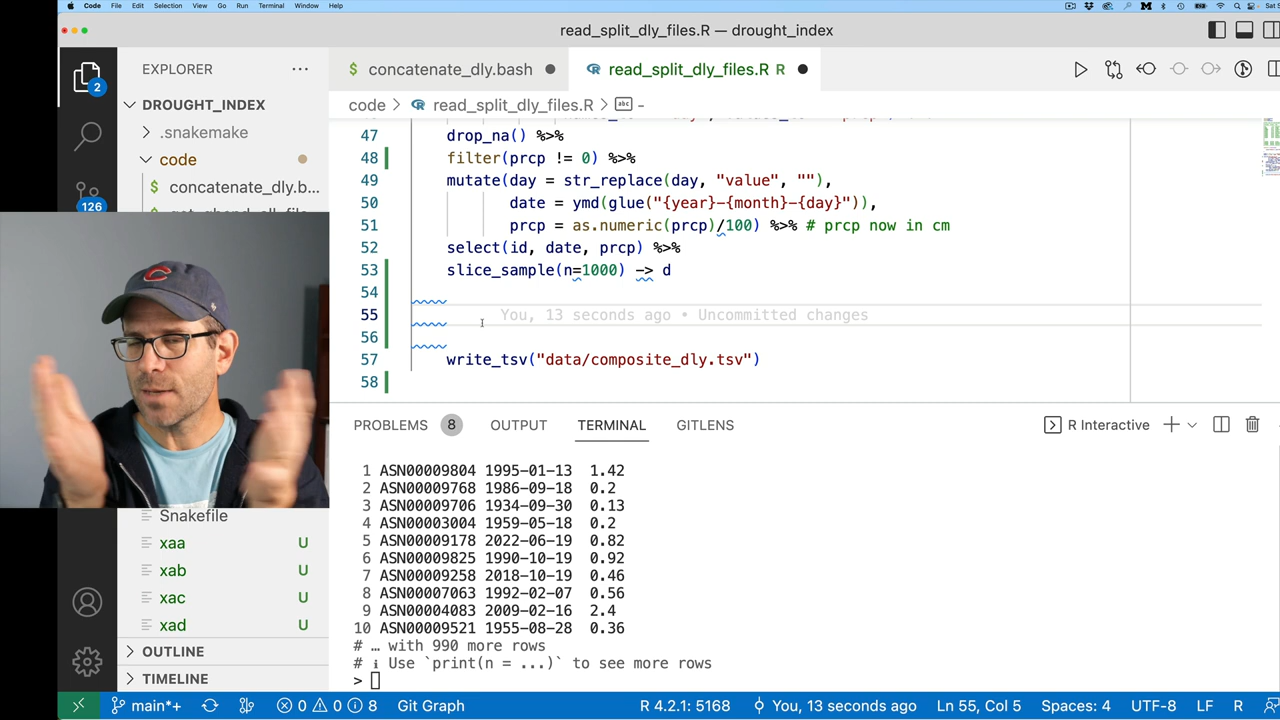 Code File Edit Selection View Go Run Terminal Window Help
read_split_dly_files.R — drought_index
2
EXPLORER
DROUGHT_INDEX
.snakemake
code
$ concatenate_dly.b...
126
Snakefile
xaa U
xab U
xac U
xad U
OUTLINE
TIMELINE
$ concatenate_dly.bash
read_split_dly_files.R R
code > read_split_dly_files.R > abc -
47 drop_na() %>%
48 filter(prcp != 0) %>%
49 mutate(day = str_replace(day, "value", ""),
50 date = ymd(glue("{year}-{month}-{day}")),
51 prcp = as.numeric(prcp)/100) %>% # prcp now in cm
52 select(id, date, prcp) %>%
53 slice_sample(n=1000) -> d
54
55 You, 13 seconds ago • Uncommitted changes
56
57 write_tsv("data/composite_dly.tsv")
58
PROBLEMS 8 OUTPUT TERMINAL GITLENS
R Interactive
1 ASN00009804 1995-01-13 1.42
2 ASN00009768 1986-09-18 0.2
3 ASN00009706 1934-09-30 0.13
4 ASN00003004 1959-05-18 0.2
5 ASN00009178 2022-06-19 0.82
6 ASN00009825 1990-10-19 0.92
7 ASN00009258 2018-10-19 0.46
8 ASN00007063 1992-02-07 0.56
9 ASN00004083 2009-02-16 2.4
10 ASN00009521 1955-08-28 0.36
# … with 990 more rows
# ℹ Use `print(n = ...)` to see more rows
>
main*+ 0 0 8 Git Graph R 4.2.1: 5168 You, 13 seconds ago Ln 55, Col 5 Spaces: 4 UTF-8 LF R